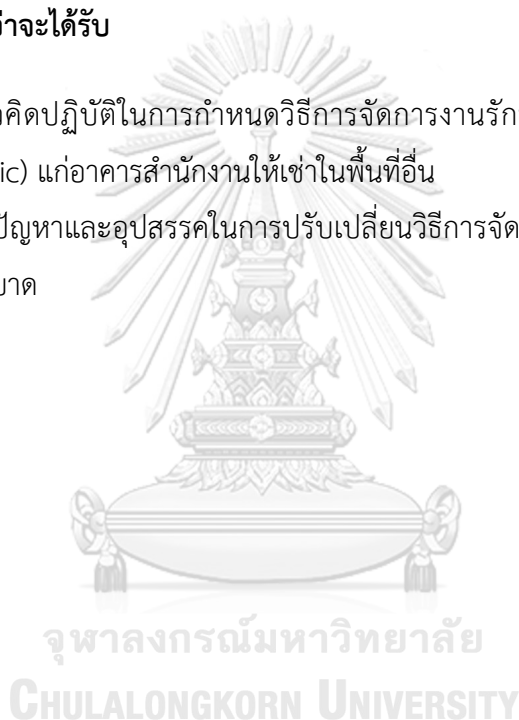 ว่าจะได้รับ
คิดปฏิบัติในการกำหนดวิธีการจัดการงานรัก
ic) แก่อาคารสำนักงานให้เช่าในพื้นที่อื่น
ปัญหาและอุปสรรคในการปรับเปลี่ยนวิธีการจัด
บาด
จุฬาลงกรณ์มหาวิทยาลัย
CHULALONGKORN UNIVERSITY